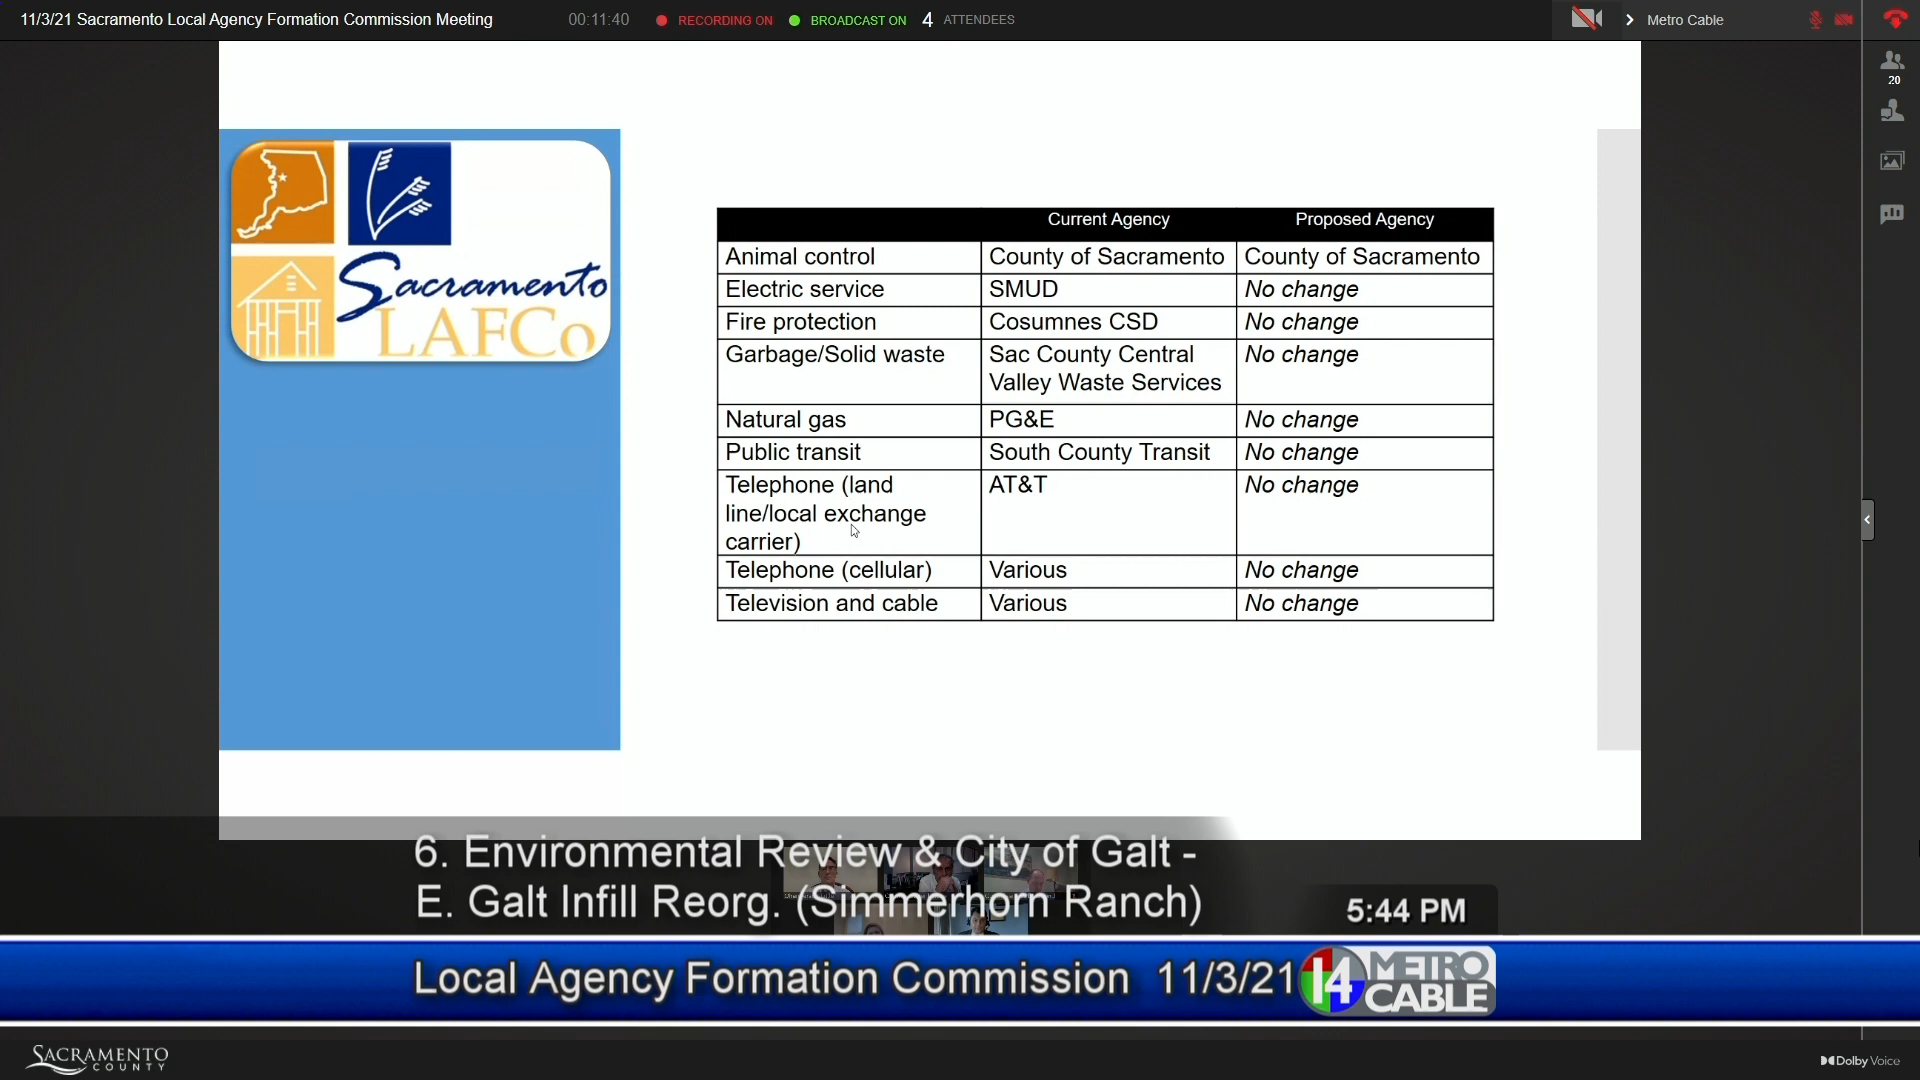 11/3/21 Sacramento Local Agency Formation Commission Meeting
00:11:40
RECORDING ON
BROADCAST ON
4 ATTENDEES
Metro Cable
20
Sacramento
LAFCo
Current Agency Proposed Agency
Animal control County of Sacramento County of Sacramento
Electric service SMUD No change
Fire protection Cosumnes CSD No change
Garbage/Solid waste Sac County Central No change
Valley Waste Services
Natural gas PG&E No change
Public transit South County Transit No change
Telephone (land AT&T No change
line/local exchange
carrier)
Telephone (cellular) Various No change
Television and cable Various No change
6. Environmental Review & City of Galt -
E. Galt Infill Reorg. (Simmerhorn Ranch)
5:44 PM
Local Agency Formation Commission 11/3/21
14 METRO
CABLE
SACRAMENTO
COUNTY
Dolby Voice